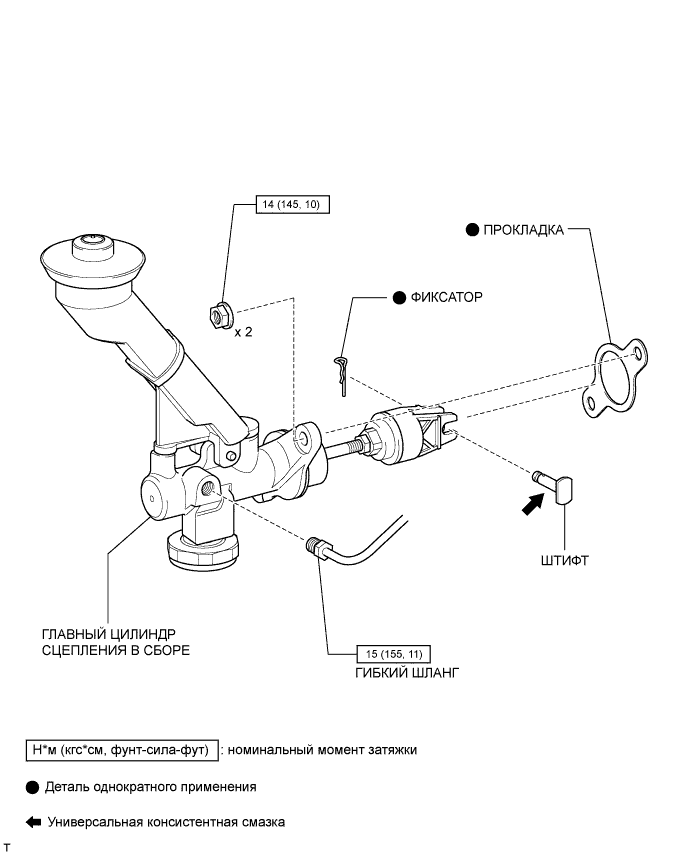 14 (145, 10)
ПРОКЛАДКА
ФИКСАТОР
x 2
ШТИФТ
ГЛАВНЫЙ ЦИЛИНДР
СЦЕПЛЕНИЯ В СБОРЕ
15 (155, 11)
ГИБКИЙ ШЛАНГ
Н*м (кгс*см, фунт-сила-фут) : номинальный момент затяжки
Деталь однократного применения
Универсальная консистентная смазка
T